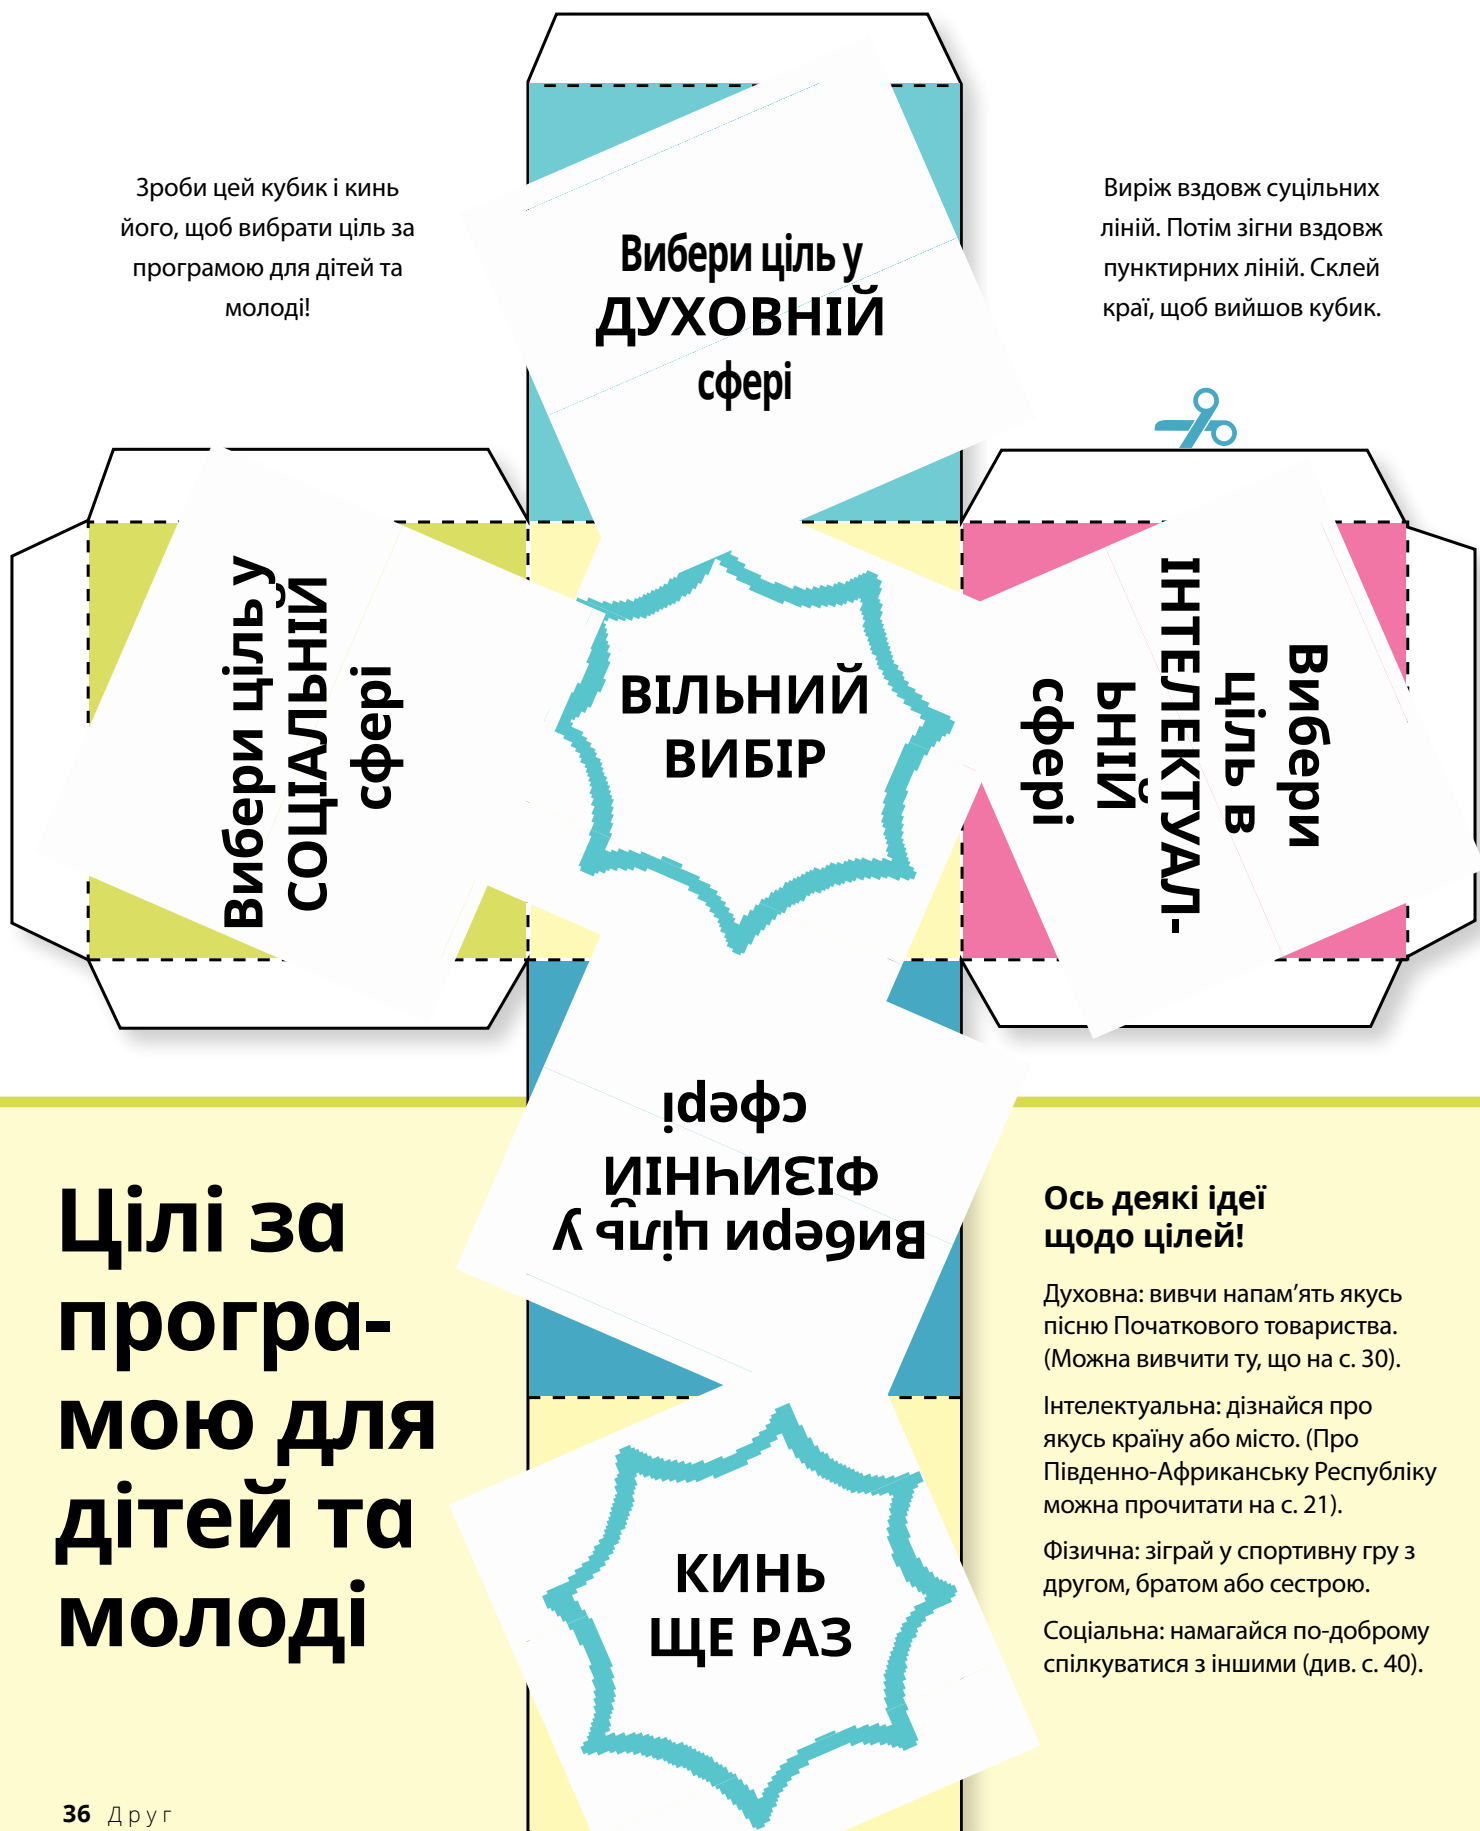 Зроби цей кубик і кинь
його, щоб вибрати ціль за
програмою для дітей та
молоді!
Виріж вздовж суцільних
ліній. Потім зігни вздовж
пунктирних ліній. Склей
краї, щоб вийшов кубик.
Вибери ціль у
ДУХОВНІЙ
сфері
Вибери ціль у
СОЦІАЛЬНІЙ
сфері
ВІЛЬНИЙ
ВИБІР
Вибери
ціль в
ІНТЕЛЕКТУАЛ-
ЬНІЙ
сфері
Вибери ціль у
ФІЗИЧНІЙ
сфері
КИНЬ
ЩЕ РАЗ
Цілі за
програ-
мою для
дітей та
молоді
Ось деякі ідеї
щодо цілей!
Духовна: вивчи напам’ять якусь
пісню Початкового товариства.
(Можна вивчити ту, що на с. 30).
Інтелектуальна: дізнайся про
якусь країну або місто. (Про
Південно-Африканську Республіку
можна прочитати на с. 21).
Фізична: зіграй у спортивну гру з
другом, братом або сестрою.
Соціальна: намагайся по-доброму
спілкуватися з іншими (див. с. 40).
36 Друг